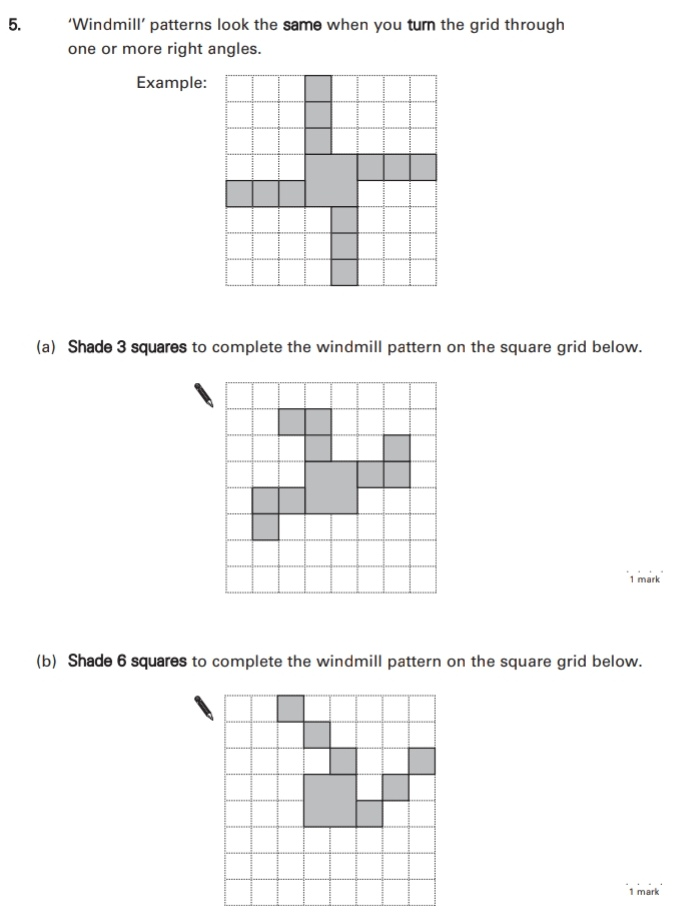 5. ‘Windmill’ patterns look the same when you turn the grid through
one or more right angles.
Example:
(a) Shade 3 squares to complete the windmill pattern on the square grid below.
1 mark
(b) Shade 6 squares to complete the windmill pattern on the square grid below.
1 mark